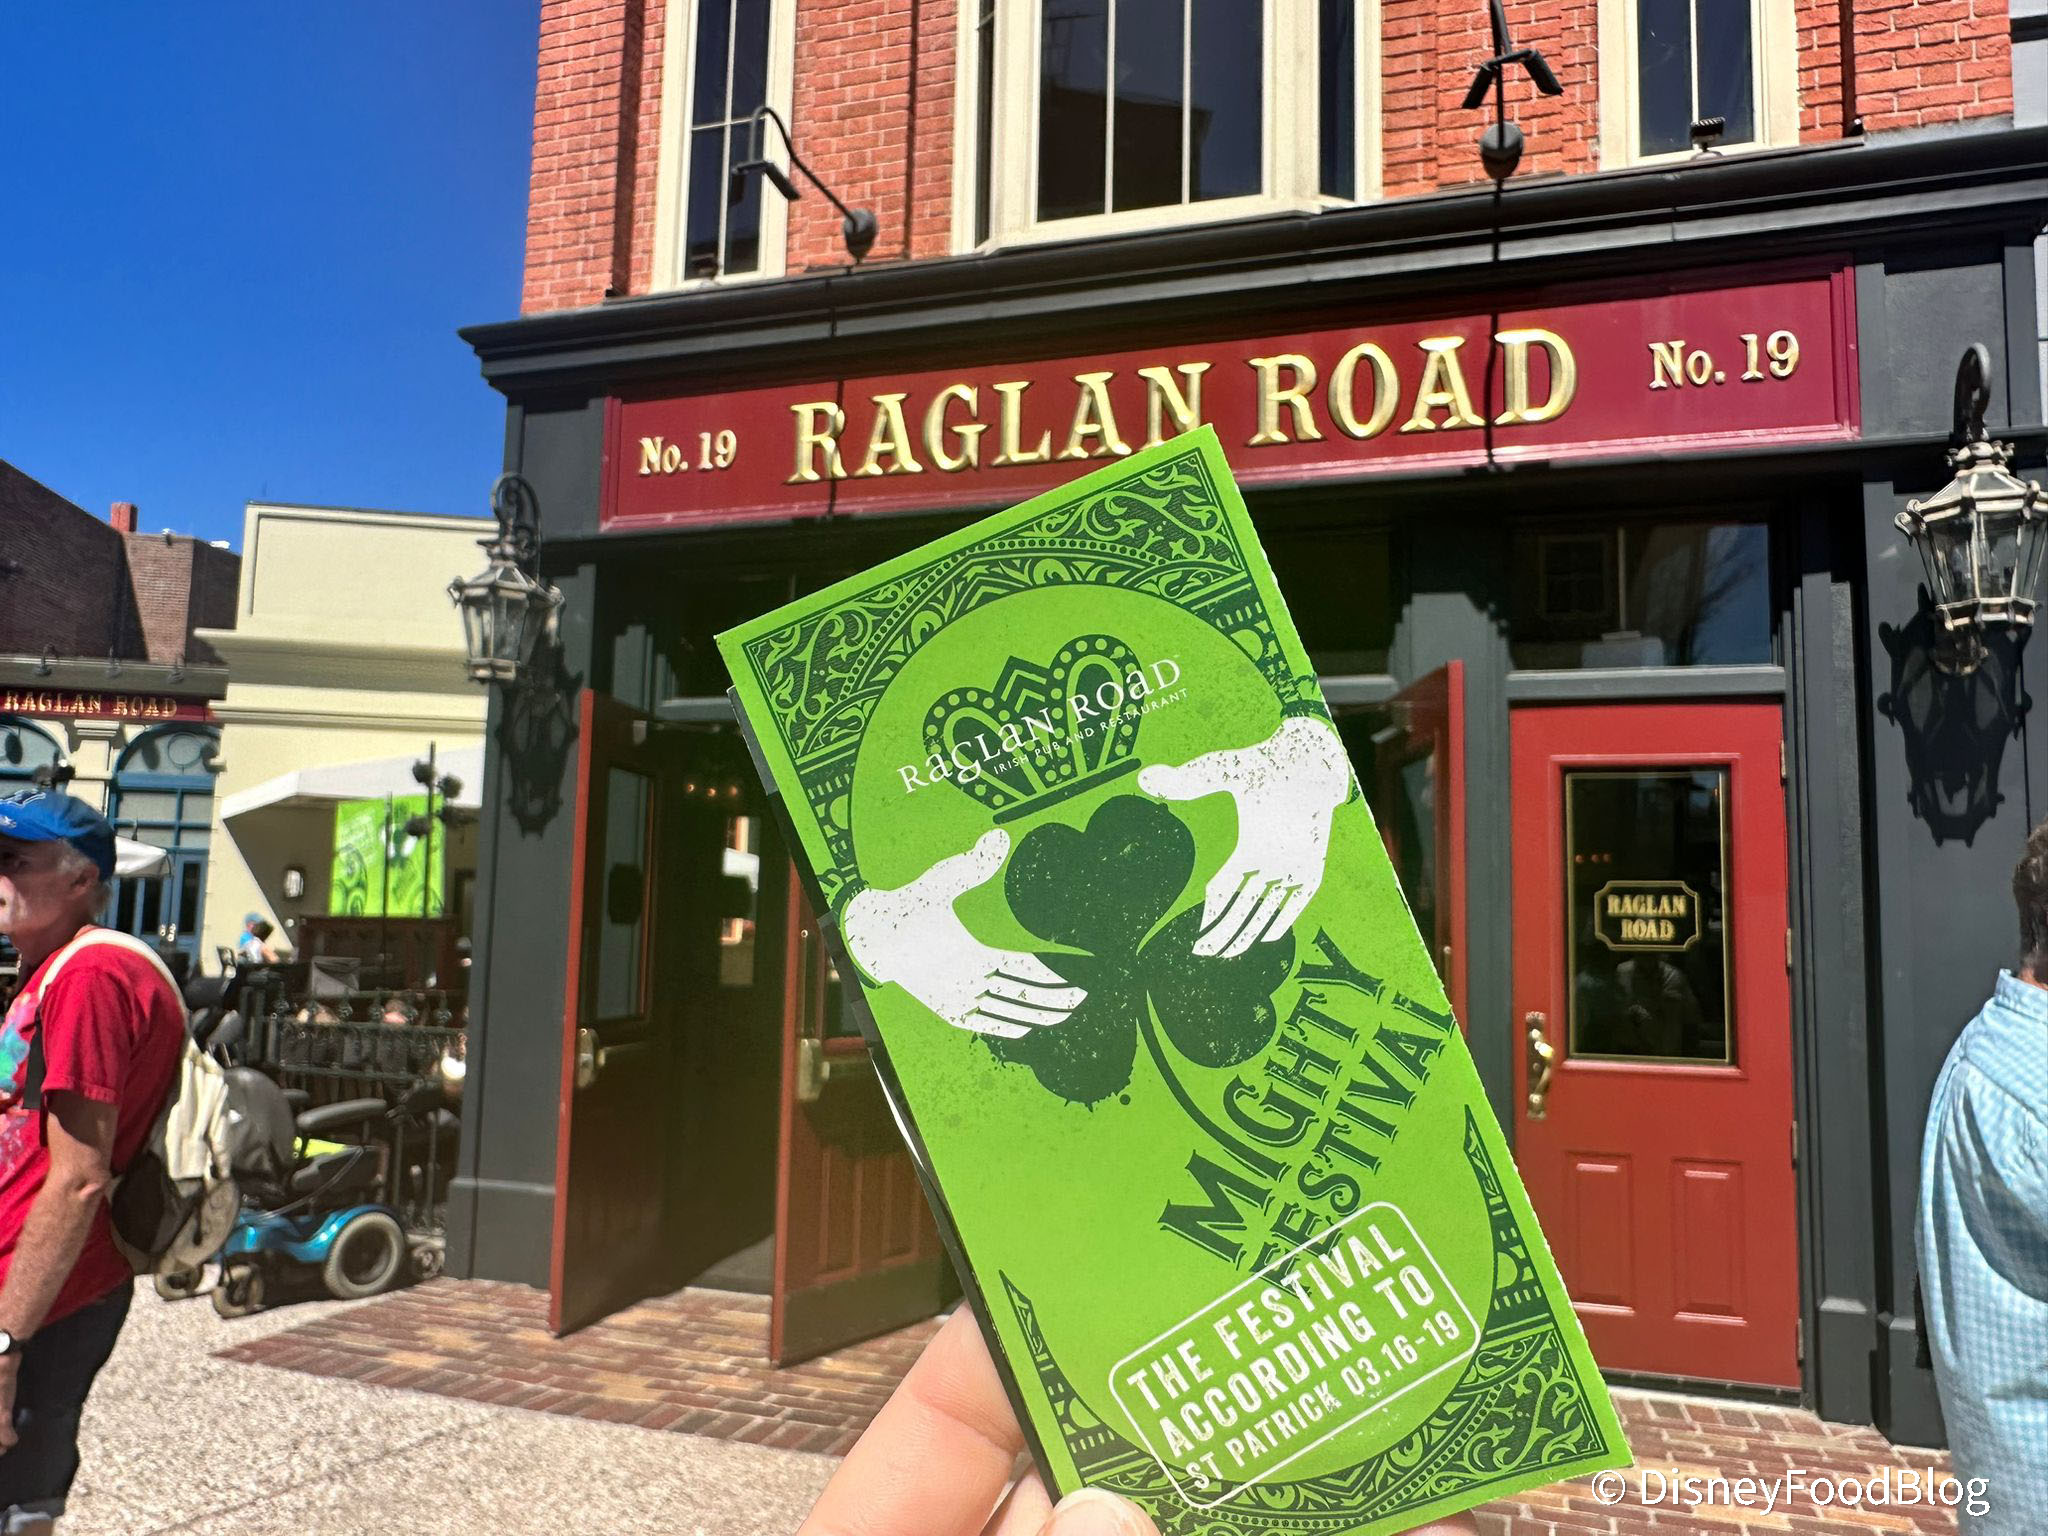 No. 19 RAGLAN ROAD No. 19
RAGLAN ROAD
RAGLAN ROAD
IRISH PUB AND RESTAURANT
RAGLAN
ROAD
MIGHTY
FESTIVAL
THE FESTIVAL
ACCORDING TO
ST PATRICK 03.16-19
© DisneyFoodBlog